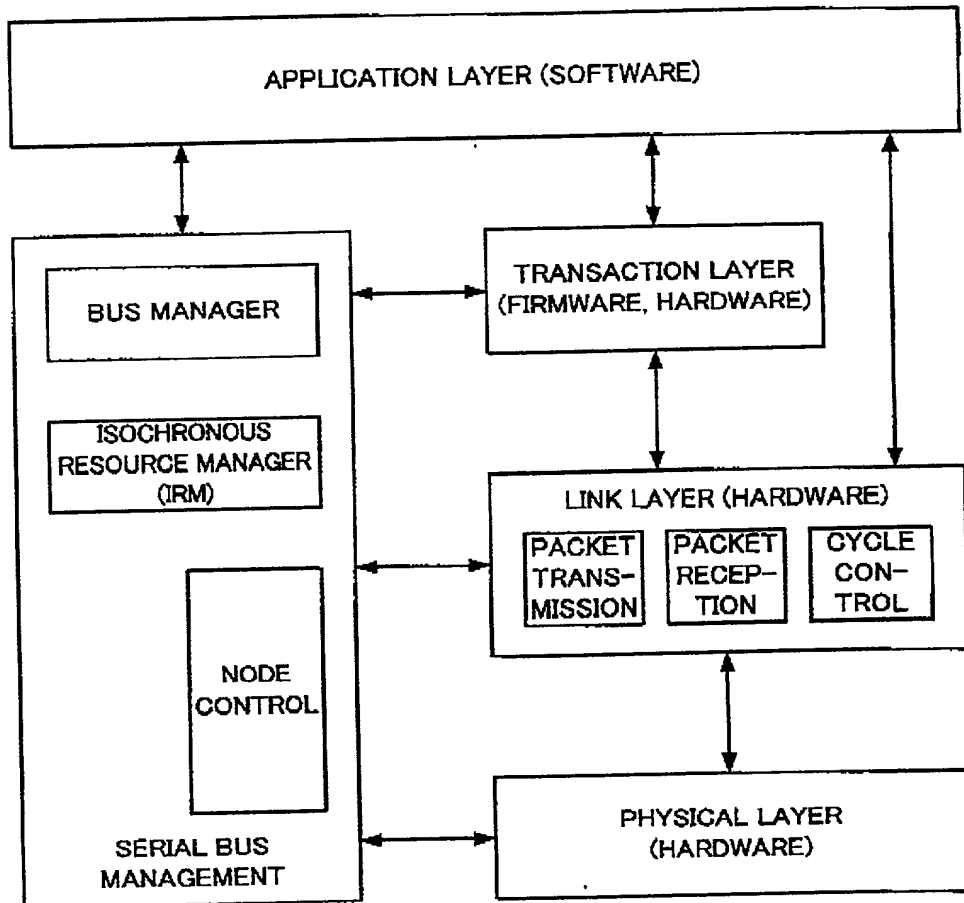 APPLICATION LAYER (SOFTWARE)
BUS MANAGER
ISOCHRONOUS
RESOURCE MANAGER
(IRM)
NODE
CONTROL
SERIAL BUS
MANAGEMENT
TRANSACTION LAYER
(FIRMWARE, HARDWARE)
LINK LAYER (HARDWARE)
PACKET
TRANS-
MISSION
PACKET
RECEP-
TION
CYCLE
CON-
TROL
PHYSICAL LAYER
(HARDWARE)